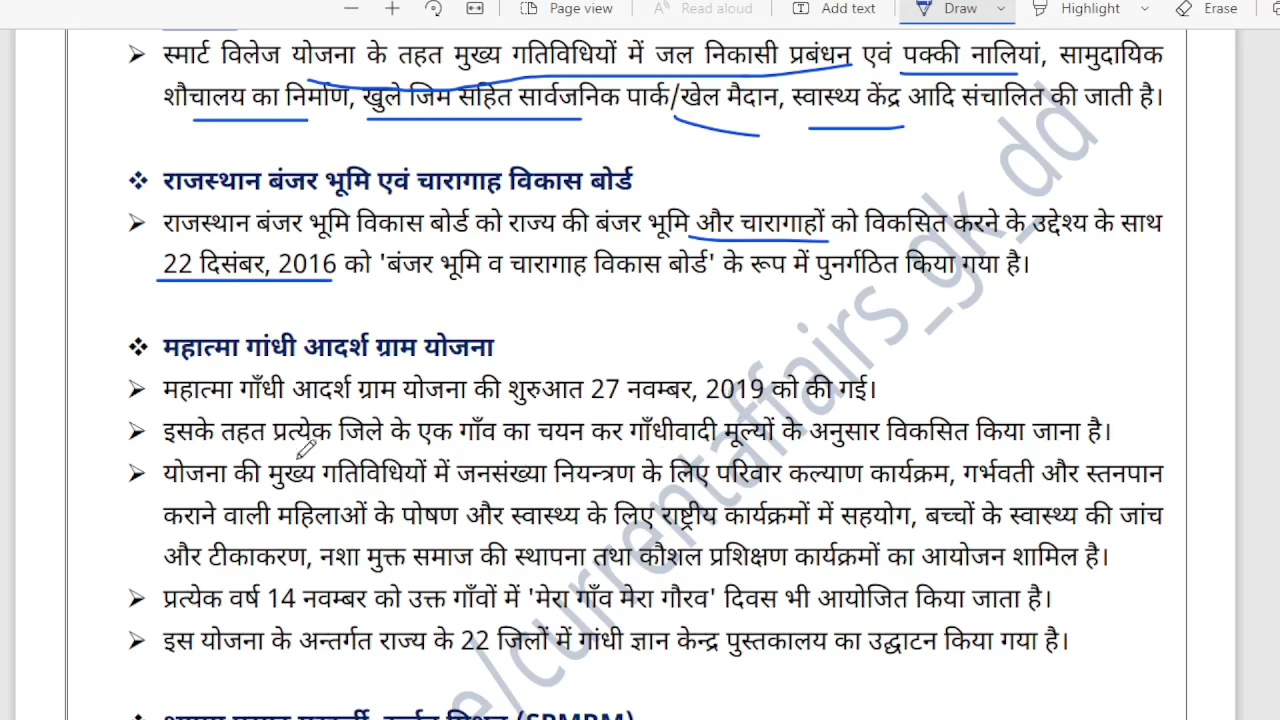 Page view
Read aloud
Add text
Draw
Highlight
Erase
स्मार्ट विलेज योजना के तहत मुख्य गतिविधियों में जल निकासी प्रबंधन एवं पक्की नालियां, सामुदायिक
शौचालय का निर्माण, खुले जिम सहित सार्वजनिक पार्क/खेल मैदान, स्वास्थ्य केंद्र आदि संचालित की जाती है।
राजस्थान बंजर भूमि एवं चारागाह विकास बोर्ड
राजस्थान बंजर भूमि विकास बोर्ड को राज्य की बंजर भूमि और चारागाहों को विकसित करने के उद्देश्य के साथ
22 दिसंबर, 2016 को 'बंजर भूमि व चारागाह विकास बोर्ड' के रूप में पुनर्गठित किया गया है।
महात्मा गांधी आदर्श ग्राम योजना
महात्मा गाँधी आदर्श ग्राम योजना की शुरुआत 27 नवम्बर, 2019 को की गई।
इसके तहत प्रत्येक जिले के एक गाँव का चयन कर गाँधीवादी मूल्यों के अनुसार विकसित किया जाना है।
योजना की मुख्य गतिविधियों में जनसंख्या नियन्त्रण के लिए परिवार कल्याण कार्यक्रम, गर्भवती और स्तनपान
कराने वाली महिलाओं के पोषण और स्वास्थ्य के लिए राष्ट्रीय कार्यक्रमों में सहयोग, बच्चों के स्वास्थ्य की जांच
और टीकाकरण, नशा मुक्त समाज की स्थापना तथा कौशल प्रशिक्षण कार्यक्रमों का आयोजन शामिल है।
प्रत्येक वर्ष 14 नवम्बर को उक्त गाँवों में 'मेरा गाँव मेरा गौरव' दिवस भी आयोजित किया जाता है।
इस योजना के अन्तर्गत राज्य के 22 जिलों में गांधी ज्ञान केन्द्र पुस्तकालय का उद्घाटन किया गया है।
e/currentaffairs_gk_dd